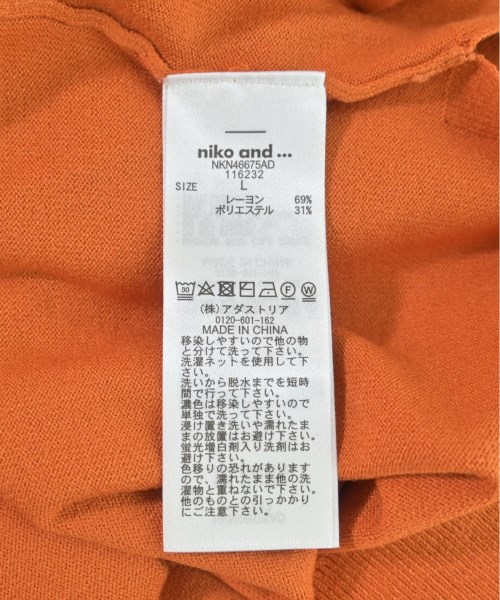 niko and ...
NKN46675AD
116232
SIZE L
レーヨン 69%
ポリエステル 31%
30
F W
(株)アダストリア
0120-601-162
MADE IN CHINA
移染しやすいので他の物
と分けて洗って下さい。
洗濯ネットを使用して下
さい。
洗いから脱水までを短時
間で行って下さい。
濃色は移染しやすいので
単独で洗って下さい。
浸け置き洗いや濡れたま
まの放置はお避け下さい。
蛍光増白剤入り洗剤はお
避け下さい。
色移りの恐れがあります
ので、濡れたまま他の洗
濯物と重ねないで下さい。
他のものとの引っかかり
にご注意下さい。